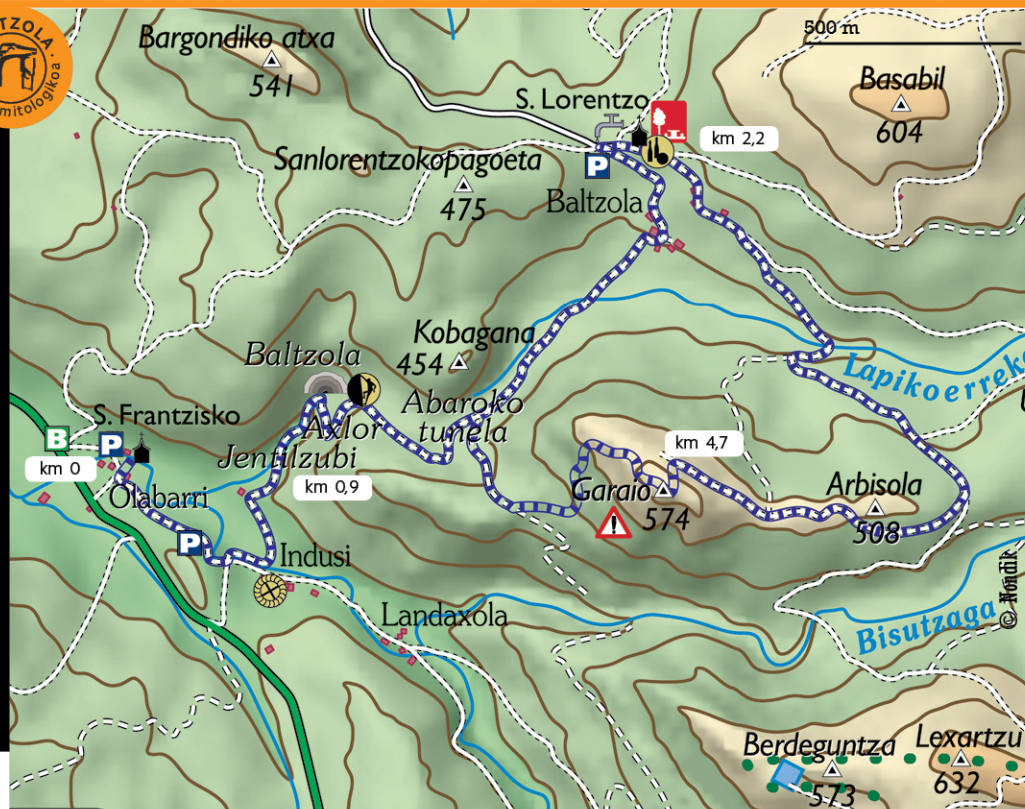 TZOLA .
mitologikoa
Bargondiko atxa
541
500 m
Basabil
604
S. Lorentzo
km 2,2
P
Sanlorentzokopagoeta
475
Baltzola
Kobagana
454
Baltzola
Abaroko
tunela
Axlor
Jentilzubi
km 0,9
Lapikoerreka
S. Frantzisko
B
P
km 0
Olabarri
km 4,7
Garaio
574
Arbisola
508
P
Indusi
Landaxola
Bisutzaga
© Nondik
Berdeguntza
573
Lexartzu
632